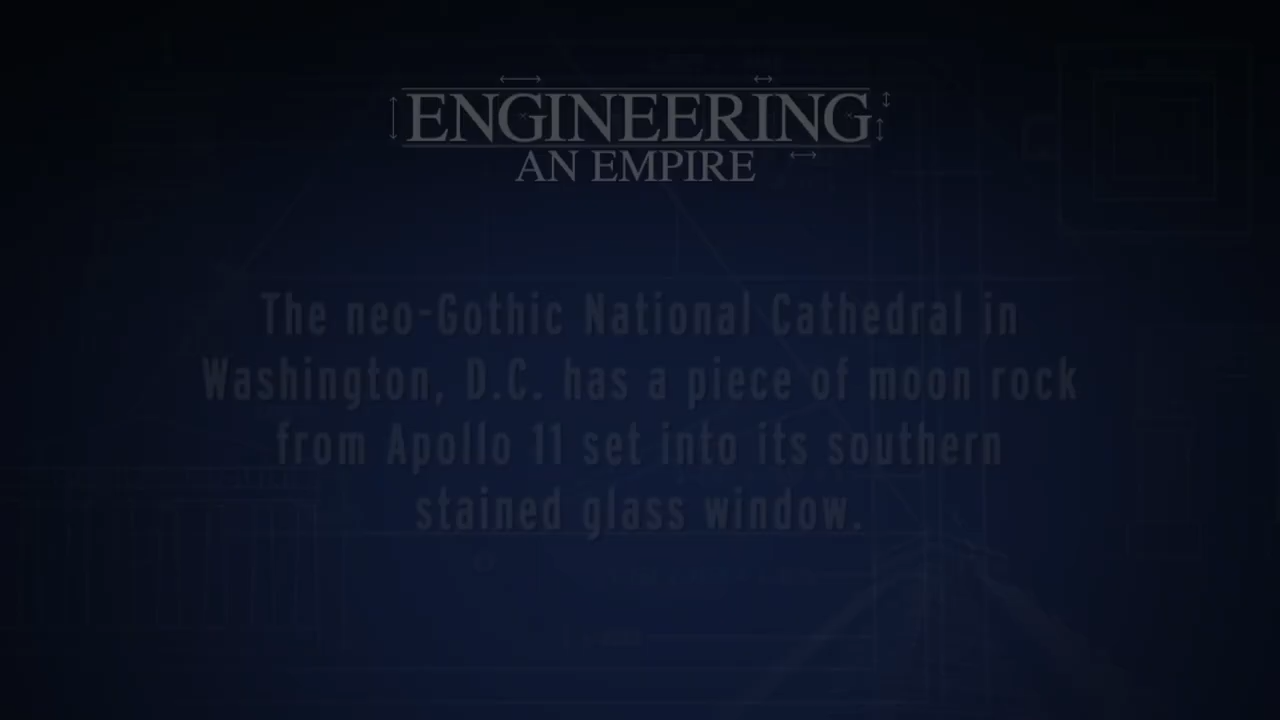 ENGINEERING
AN EMPIRE
The neo-Gothic National Cathedral in
Washington, D.C. has a piece of moon rock
from Apollo 11 set into its southern
stained glass window.